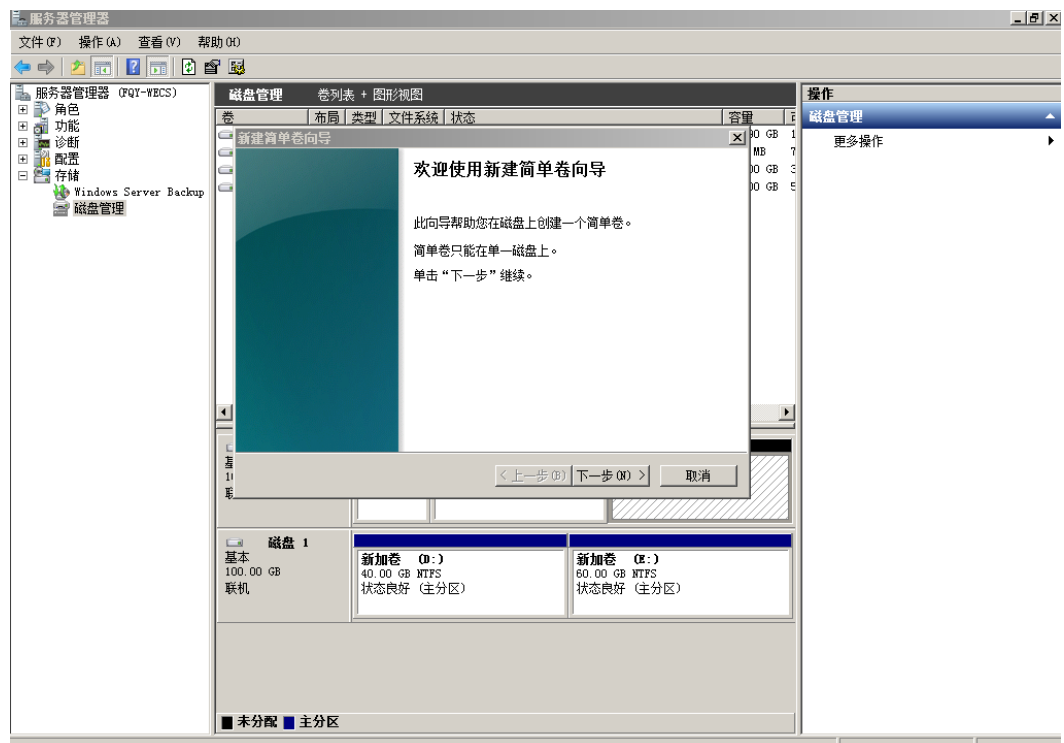 服务器管理器
文件(F) 操作(A) 查看(V) 帮助(H)
服务器管理器 (FQY-WECS)
角色
功能
诊断
配置
存储
Windows Server Backup
磁盘管理
磁盘管理 卷列表 + 图形视图
卷 布局 类型 文件系统 状态 容量
新建简单卷向导
欢迎使用新建简单卷向导
此向导帮助您在磁盘上创建一个简单卷。
简单卷只能在单一磁盘上。
单击“下一步”继续。
< 上一步(B) 下一步(N) > 取消
磁盘 1
基本
100.00 GB
联机
新加卷 (D:)
40.00 GB NTFS
状态良好 (主分区)
新加卷 (E:)
60.00 GB NTFS
状态良好 (主分区)
未分配 主分区
操作
磁盘管理
更多操作